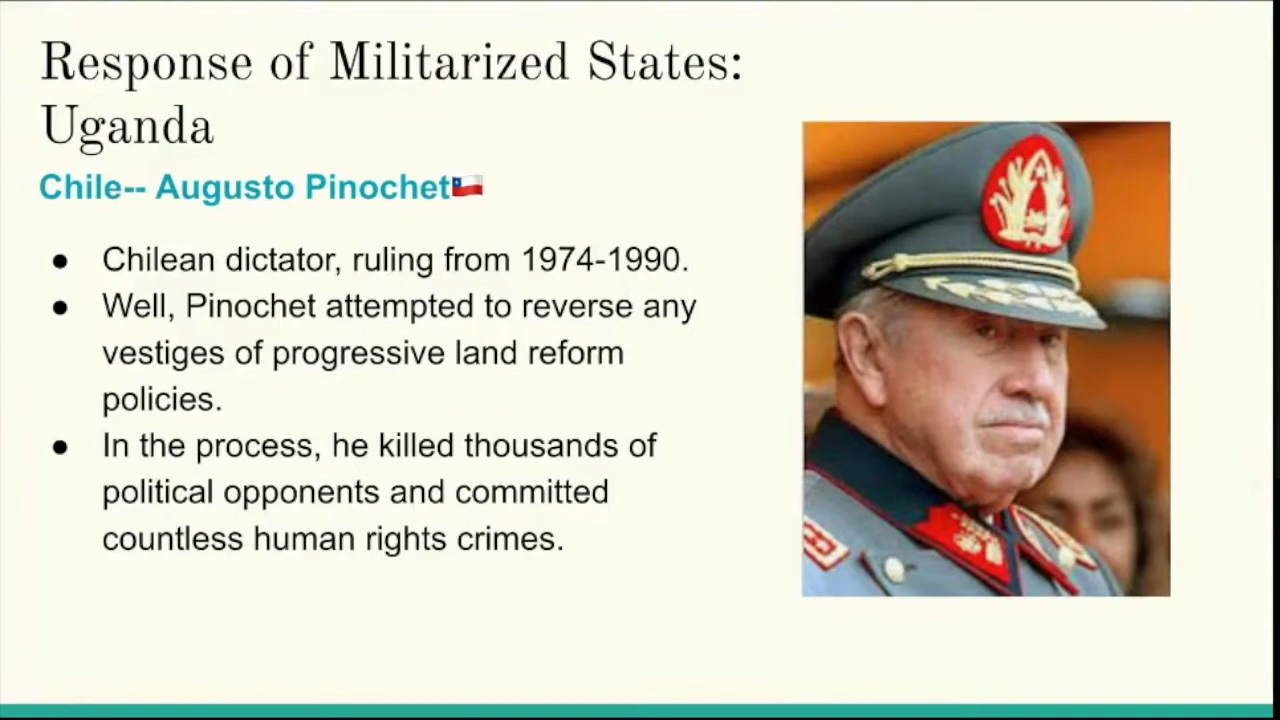 Response of Militarized States:
Uganda
Chile-- Augusto Pinochet🇨🇱
● Chilean dictator, ruling from 1974-1990.
● Well, Pinochet attempted to reverse any
vestiges of progressive land reform
policies.
● In the process, he killed thousands of
political opponents and committed
countless human rights crimes.